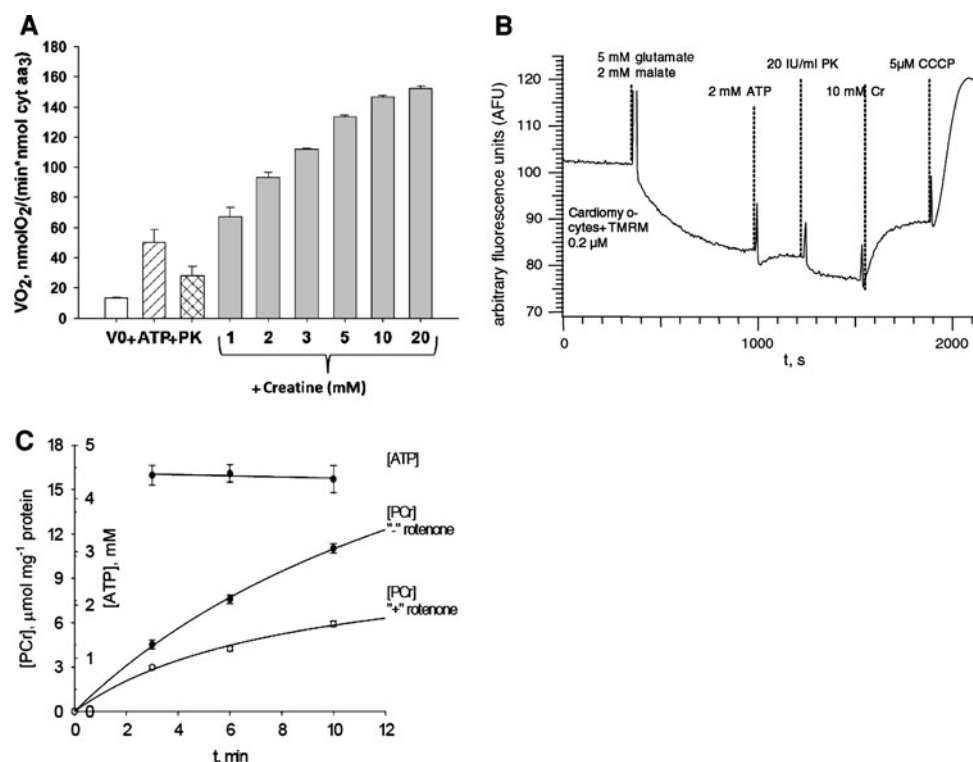 A
180
160
140
120
100
80
60
40
20
0
VO2, nmolO2/(min*nmol cyt aa3)
V0+ATP+PK
1 2 3 5 10 20
+ Creatine (mM)
B
5 mM glutamate
2 mM malate
20 IU/ml PK
5µM CCCP
2 mM ATP
10 mM Cr
120
110
100
90
80
70
arbitrary fluorescence units (AFU)
Cardiomy o-
cytes+TMRM
0.2 µM
0 1000 2000
t, s
C
18
15
12
9
6
3
0
[PCr], µmol mg⁻¹ protein
5
4
3
2
1
0
[ATP], mM
[ATP]
[PCr]
"-" rotenone
[PCr]
"+" rotenone
0 2 4 6 8 10 12
t, min